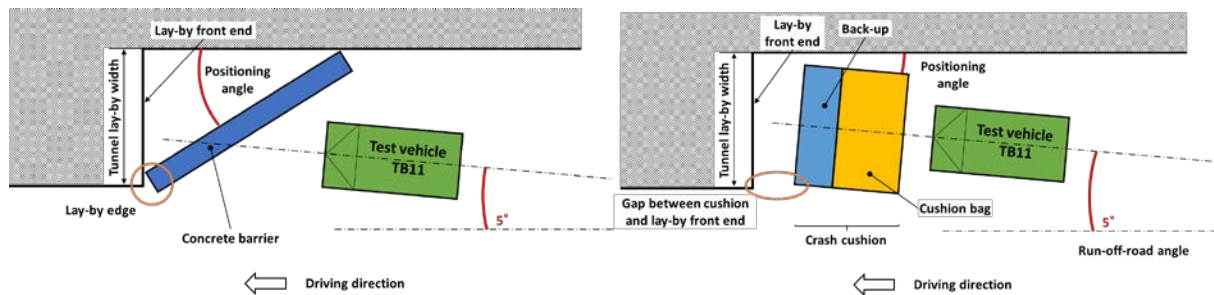 Lay-by front end
Tunnel lay-by width
Positioning
angle
Test vehicle
TB11
5°
Lay-by edge
Concrete barrier
Driving direction
Lay-by
front end
Back-up
Tunnel lay-by width
Positioning
angle
Test vehicle
TB11
5°
Gap between cushion
and lay-by front end
Cushion bag
Crash cushion
Run-off-road angle
Driving direction